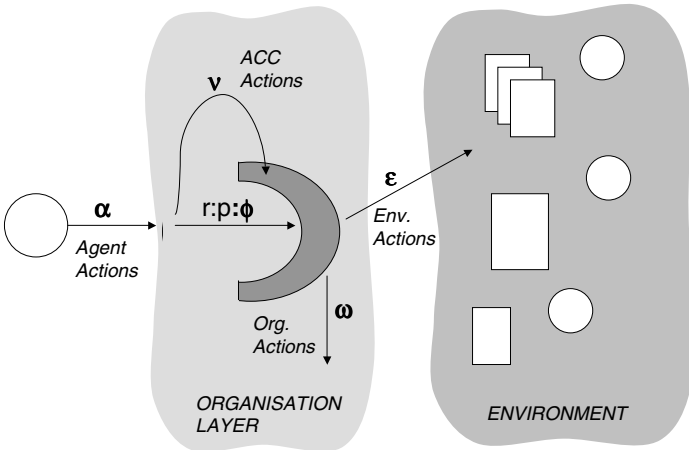 ACC
Actions
ν
α
Agent
Actions
r:p:ϕ
ε
Env.
Actions
ω
Org.
Actions
ORGANISATION
LAYER
ENVIRONMENT